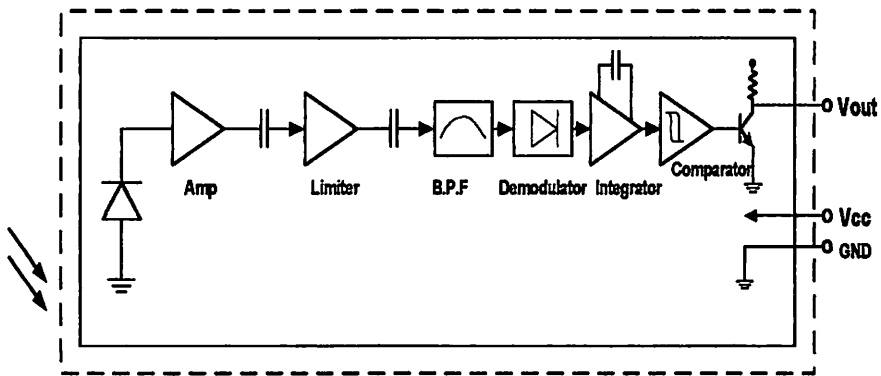 Amp
Limiter
B.P.F
Demodulator
Integrator
Comparator
Vout
Vcc
GND